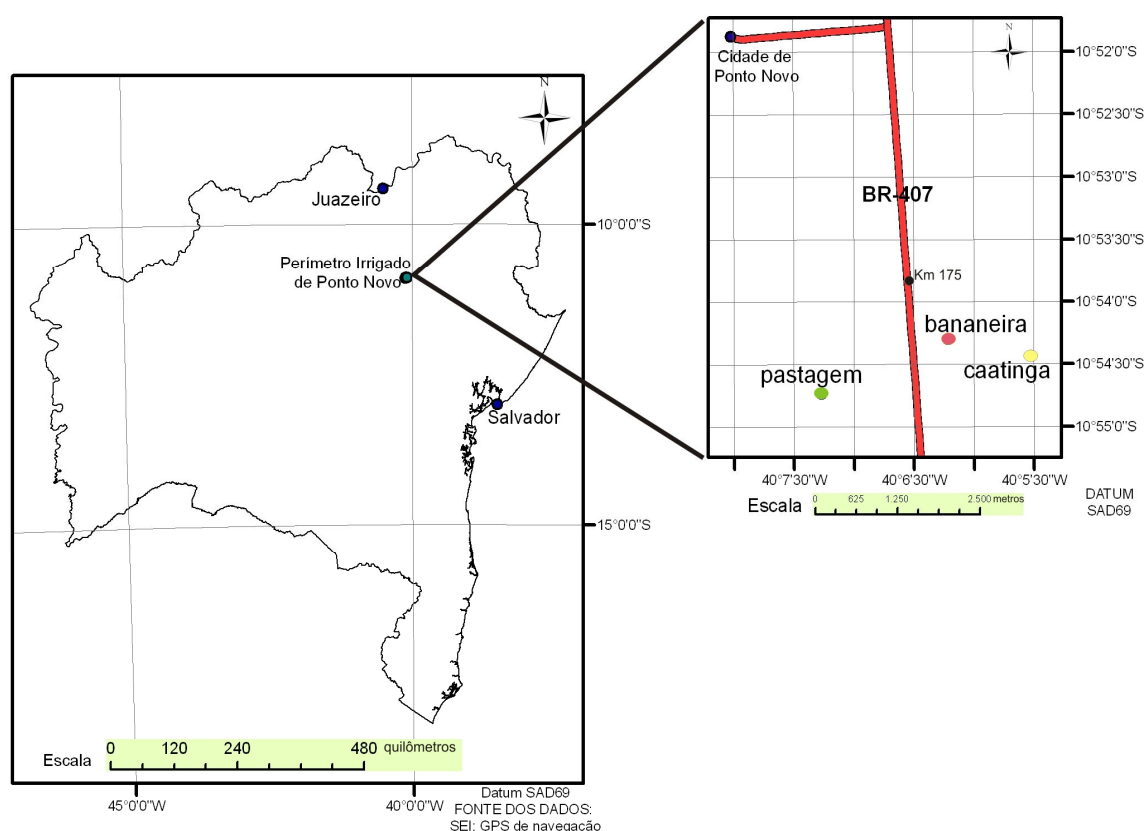 N
Juazeiro
10°0'0"S
Perímetro Irrigado
de Ponto Novo
Salvador
15°0'0"S
Escala
0 120 240 480 quilômetros
45°0'0"W 40°0'0"W
Datum SAD69
FONTE DOS DADOS:
SEI: GPS de navegação
N
Cidade de
Ponto Novo
10°52'0"S
10°52'30"S
10°53'0"S
BR-407
10°53'30"S
Km 175
10°54'0"S
bananeira
10°54'30"S
caatinga
pastagem
10°55'0"S
40°7'30"W 40°6'30"W 40°5'30"W
Escala
0 625 1.250 2.500 metros
DATUM
SAD69